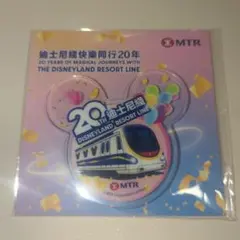 迪士尼綫快樂同行20年
20 YEARS OF MAGICAL JOURNEYS WITH
THE DISNEYLAND RESORT LINE
MTR
20TH 迪士尼綫
DISNEYLAND RESORT LINE
MTR